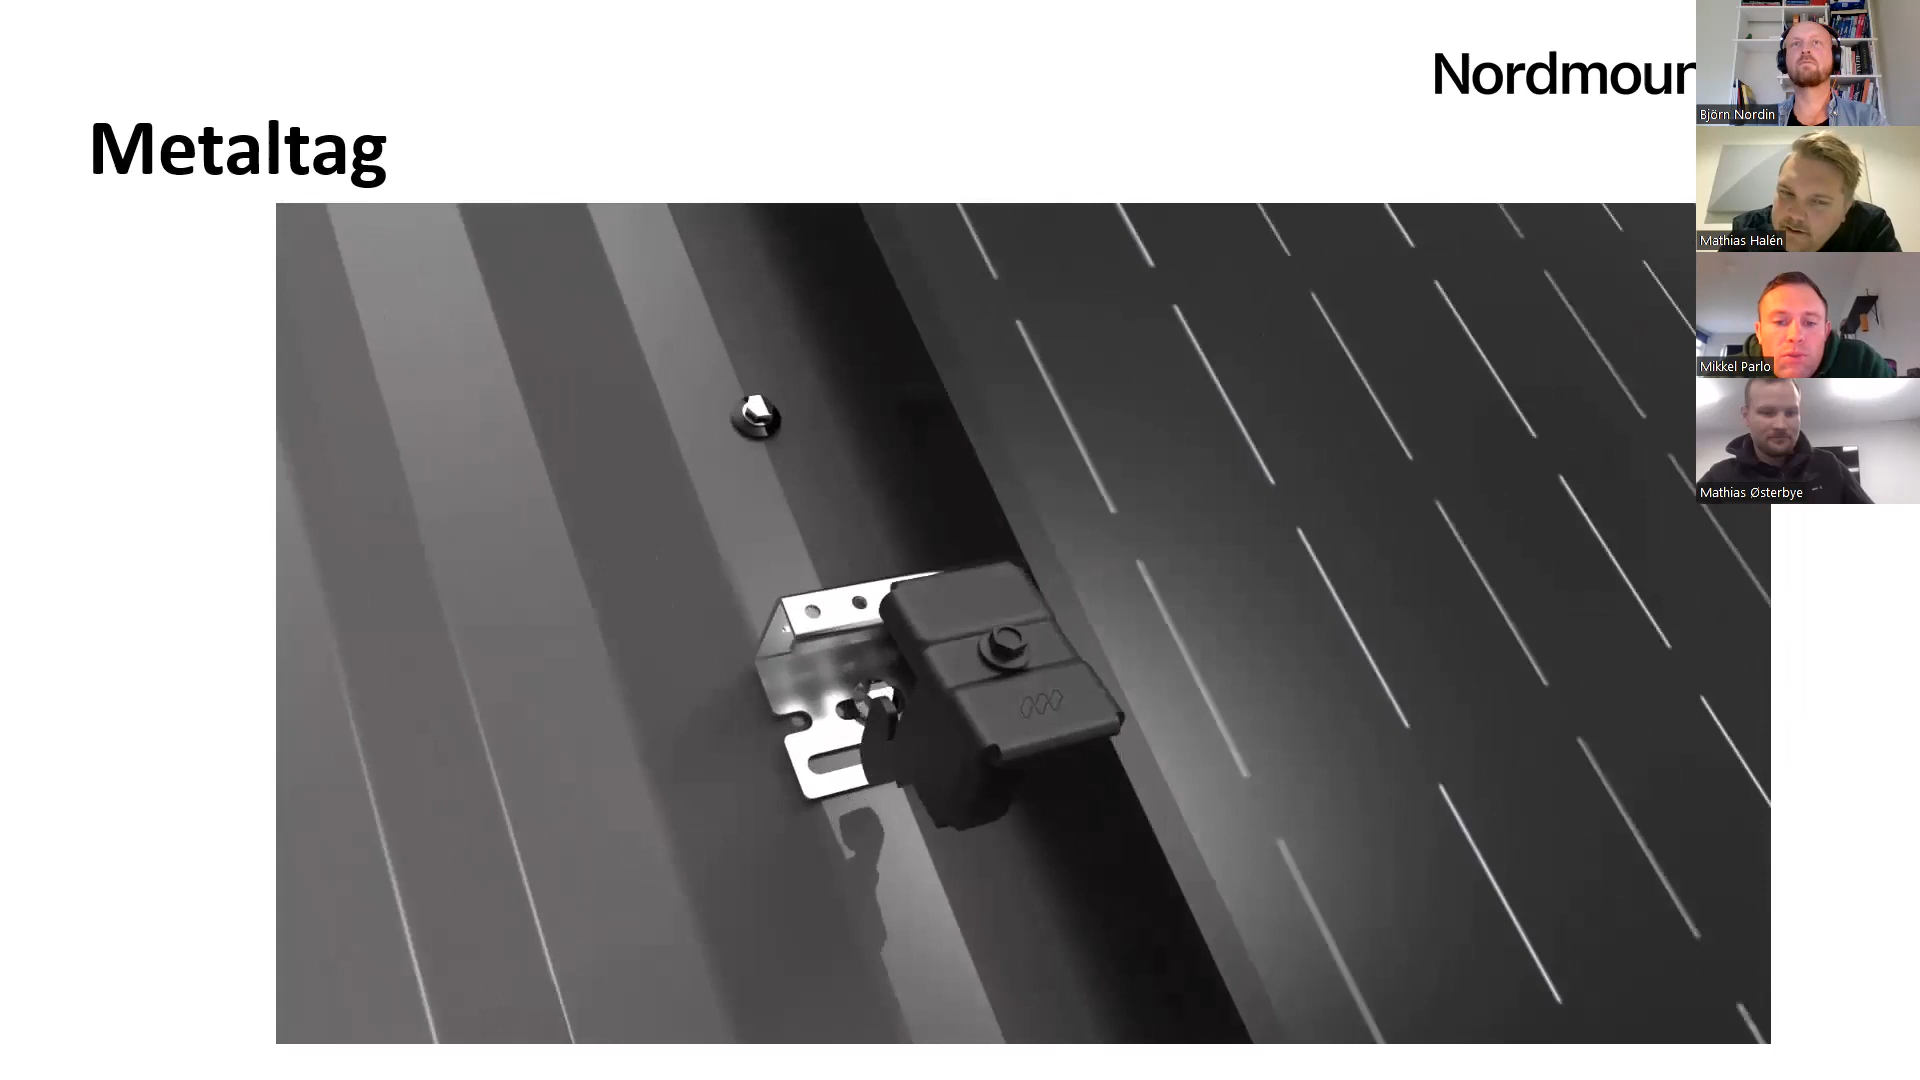 Nordmoun
Metaltag
Björn Nordin
Mathias Halén
Mikkel Parlo
Mathias Østerbye